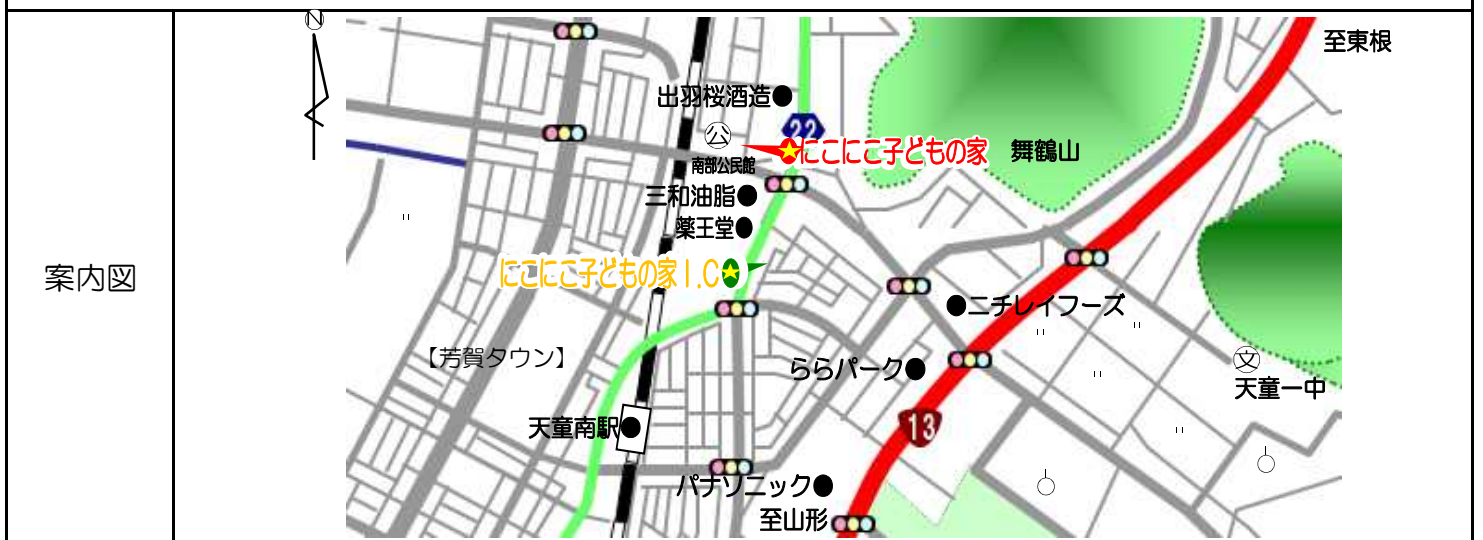 案内図
N
至東根
出羽桜酒造
22
公
にこにこ子どもの家
舞鶴山
南部公民館
三和油脂
薬王堂
にこにこ子どもの家I.C
ニチレイフーズ
【芳賀タウン】
ららパーク
文
天童一中
天童南駅
13
パナソニック
至山形